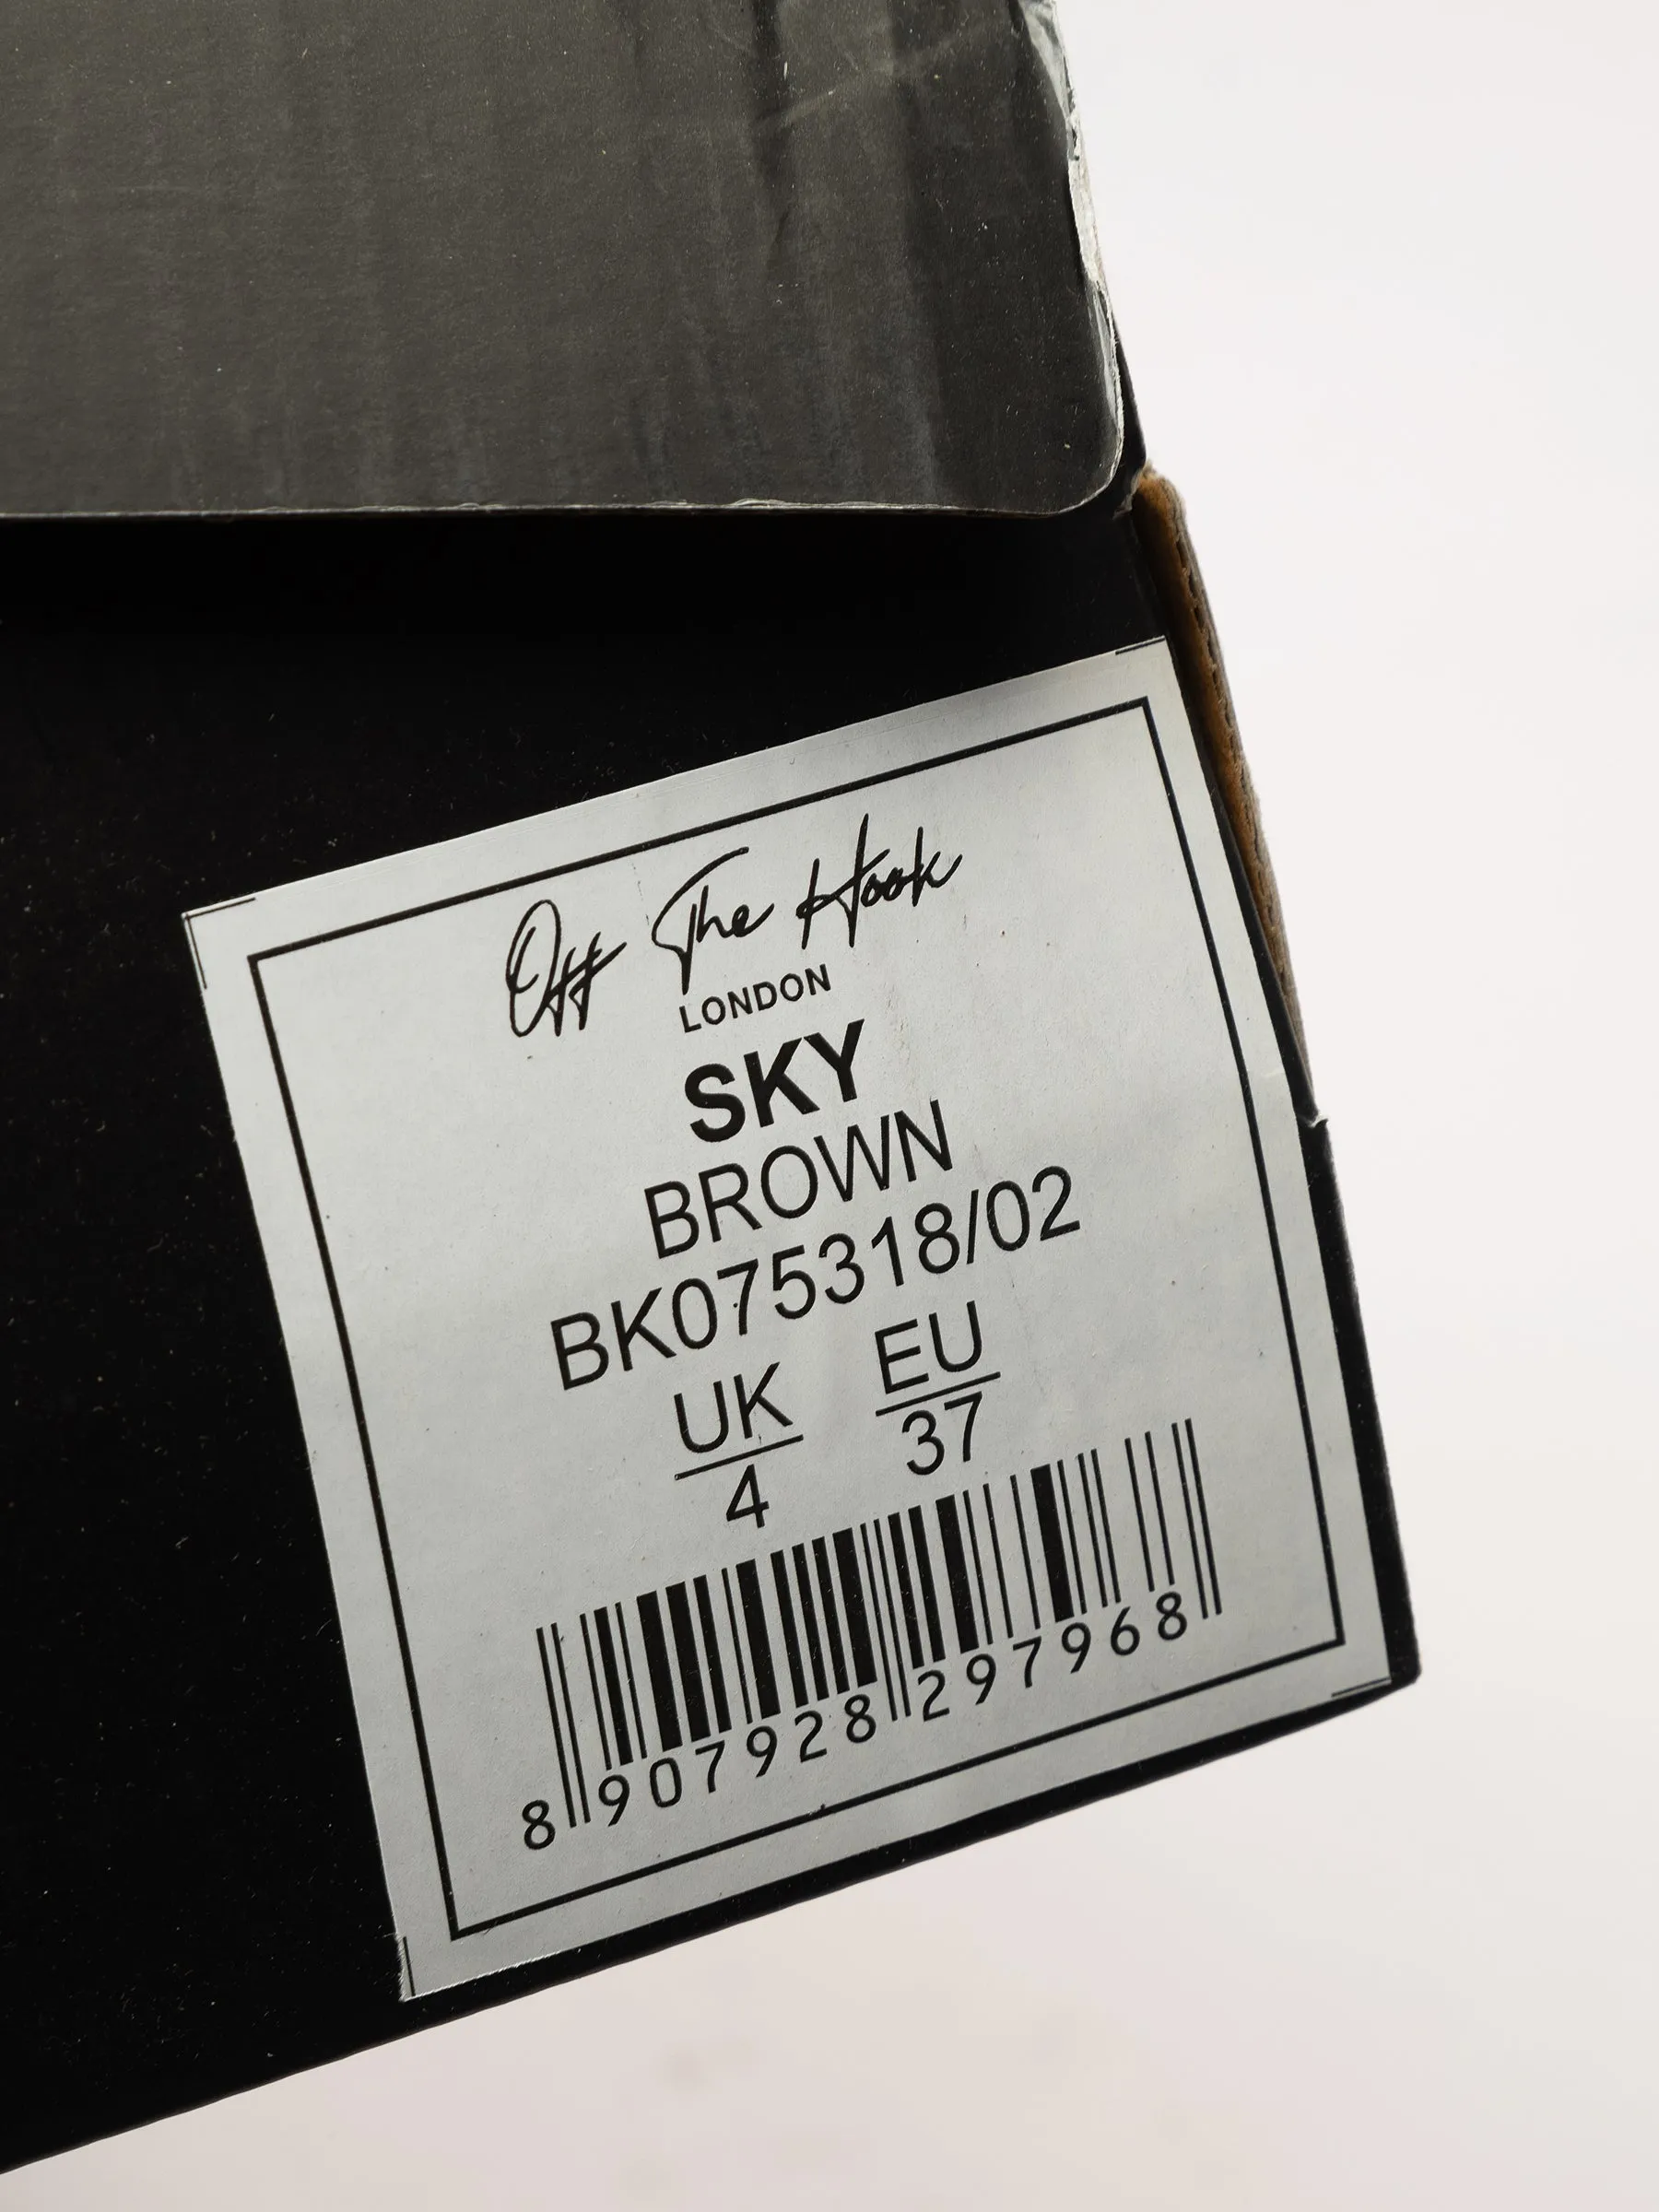 Off The Hook
LONDON
SKY
BROWN
BK075318/02
UK EU
4 37
8 907928 297968